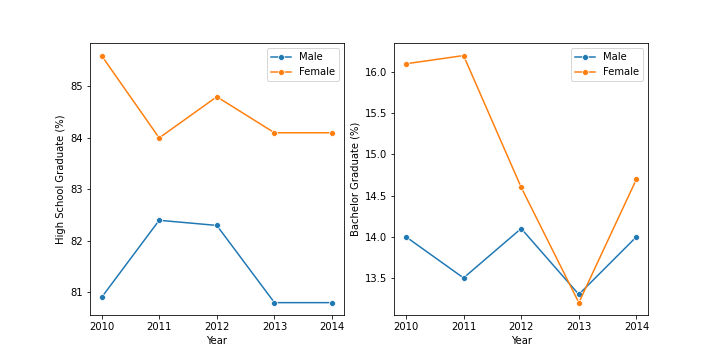 High School Graduate (%)
85
84
83
82
81
2010 2011 2012 2013 2014
Year
Male
Female
Bachelor Graduate (%)
16.0
15.5
15.0
14.5
14.0
13.5
2010 2011 2012 2013 2014
Year
Male
Female